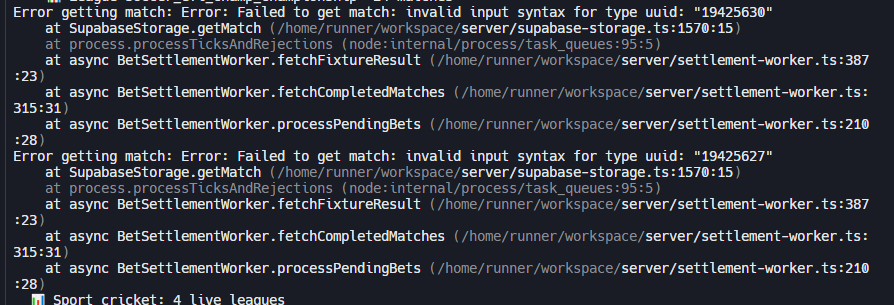 Error getting match: Error: Failed to get match: invalid input syntax for type uuid: "19425630"
at SupabaseStorage.getMatch (/home/runner/workspace/server/supabase-storage.ts:1570:15)
at process.processTicksAndRejections (node:internal/process/task_queues:95:5)
at async BetSettlementWorker.fetchFixtureResult (/home/runner/workspace/server/settlement-worker.ts:387
:23)
at async BetSettlementWorker.fetchCompletedMatches (/home/runner/workspace/server/settlement-worker.ts:
315:31)
at async BetSettlementWorker.processPendingBets (/home/runner/workspace/server/settlement-worker.ts:210
:28)
Error getting match: Error: Failed to get match: invalid input syntax for type uuid: "19425627"
at SupabaseStorage.getMatch (/home/runner/workspace/server/supabase-storage.ts:1570:15)
at process.processTicksAndRejections (node:internal/process/task_queues:95:5)
at async BetSettlementWorker.fetchFixtureResult (/home/runner/workspace/server/settlement-worker.ts:387
:23)
at async BetSettlementWorker.fetchCompletedMatches (/home/runner/workspace/server/settlement-worker.ts:
315:31)
at async BetSettlementWorker.processPendingBets (/home/runner/workspace/server/settlement-worker.ts:210
:28)
📊 Sport cricket: 4 live leagues